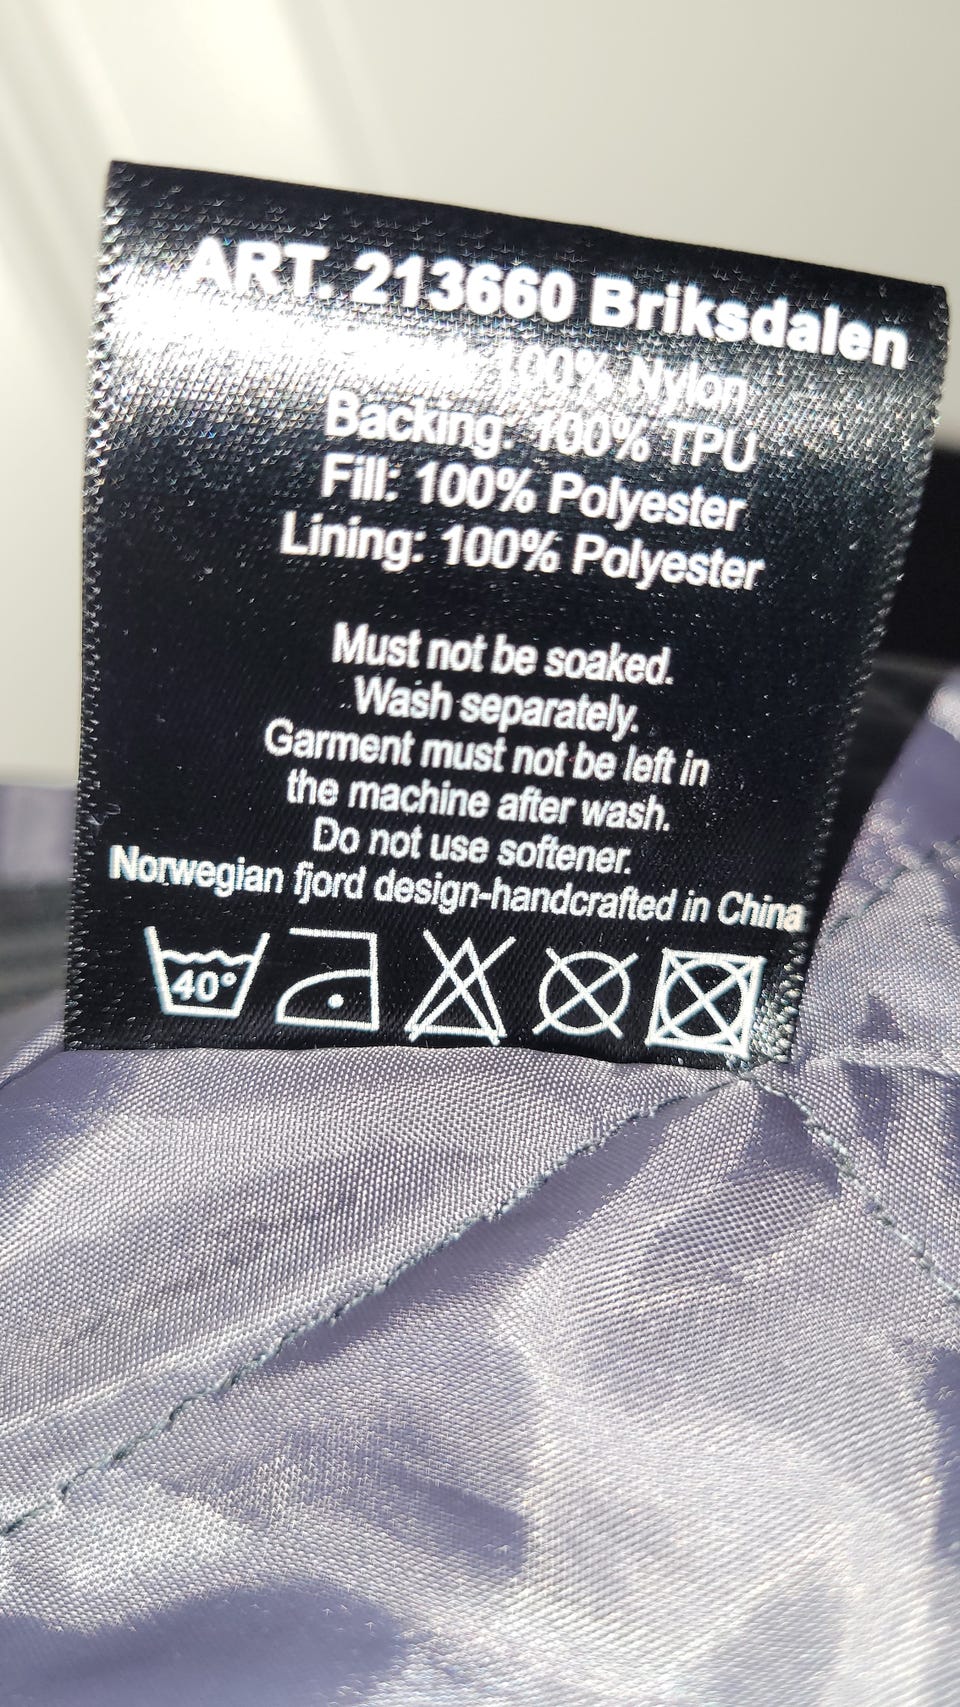 ART. 213660 Briksdalen
100% Nylon
Backing: 100% TPU
Fill: 100% Polyester
Lining: 100% Polyester
Must not be soaked.
Wash separately.
Garment must not be left in
the machine after wash.
Do not use softener.
Norwegian fjord design-handcrafted in China
40°